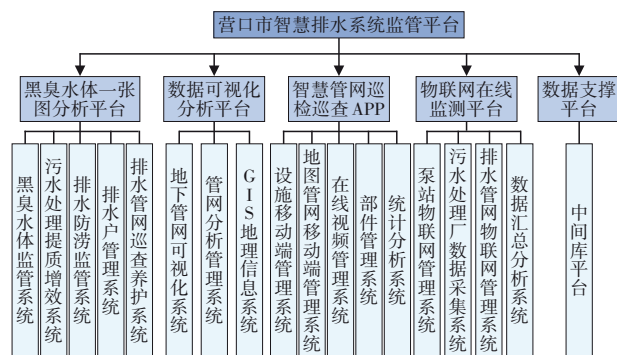 营口市智慧排水系统监管平台
黑臭水体一张
图分析平台
数据可视化
分析平台
智慧管网巡
检巡查APP
物联网在线
监测平台
数据支撑
平台
黑臭水体监管系统
污水处理提质增效系统
排水防涝监管系统
排水户管理系统
排水管网巡查养护系统
地下管网可视化系统
管网分析管理系统
GIS地理信息系统
设施移动端管理系统
地图管网移动端管理系统
在线视频管理系统
部件管理系统
统计分析系统
泵站物联网管理系统
污水处理厂数据采集系统
排水管网物联网管理系统
数据汇总分析系统
中间库平台